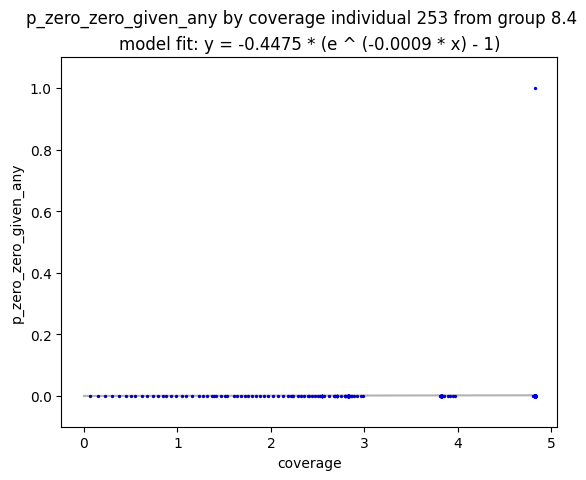 p_zero_zero_given_any by coverage individual 253 from group 8.4
model fit: y = -0.4475 * (e ^ (-0.0009 * x) - 1)
1.0
0.8
0.6
0.4
0.2
0.0
p_zero_zero_given_any
0 1 2 3 4 5
coverage